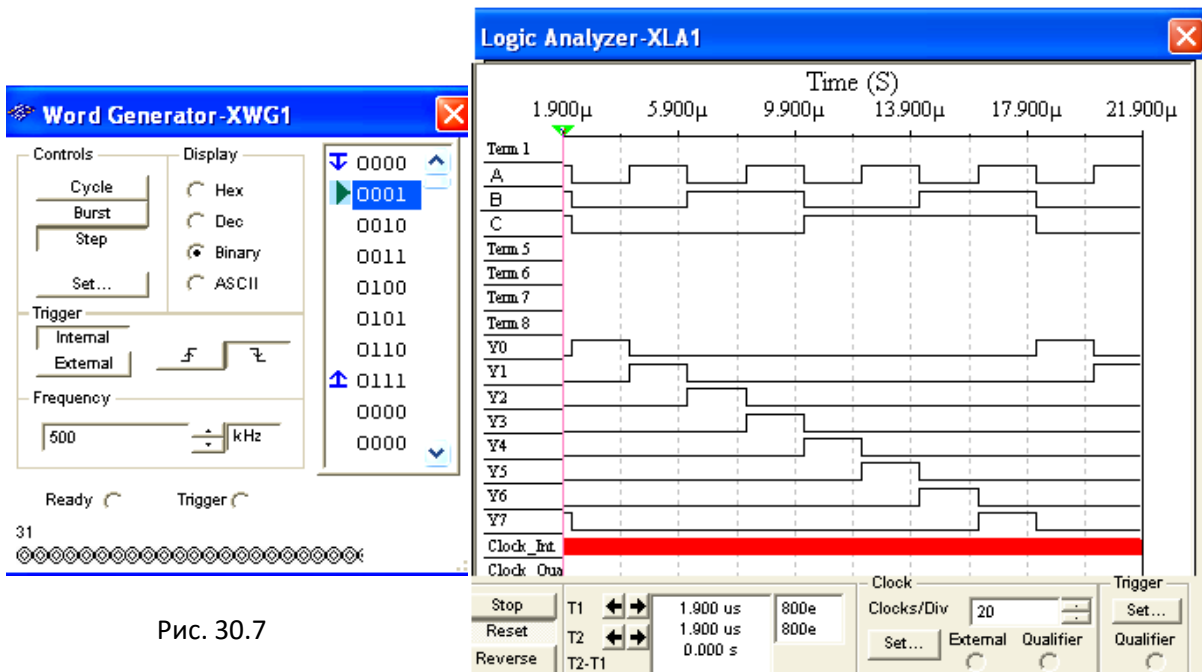 Word Generator-XWG1
Controls
Cycle
Burst
Step
Set...
Display
Hex
Dec
Binary
ASCII
Trigger
Internal
External
Frequency
500
kHz
Ready
Trigger
31
0000
0001
0010
0011
0100
0101
0110
0111
0000
0000
Рис. 30.7
Logic Analyzer-XLA1
Time (S)
1.900µ 5.900µ 9.900µ 13.900µ 17.900µ 21.900µ
Term 1
A
B
C
Term 5
Term 6
Term 7
Term 8
Y0
Y1
Y2
Y3
Y4
Y5
Y6
Y7
Clock_Int
Clock_Qua
Stop
Reset
Reverse
T1
T2
T2-T1
1.900 us
1.900 us
0.000 s
800e
800e
Clock
Clocks/Div 20
Set... External Qualifier
Trigger
Set...
Qualifier